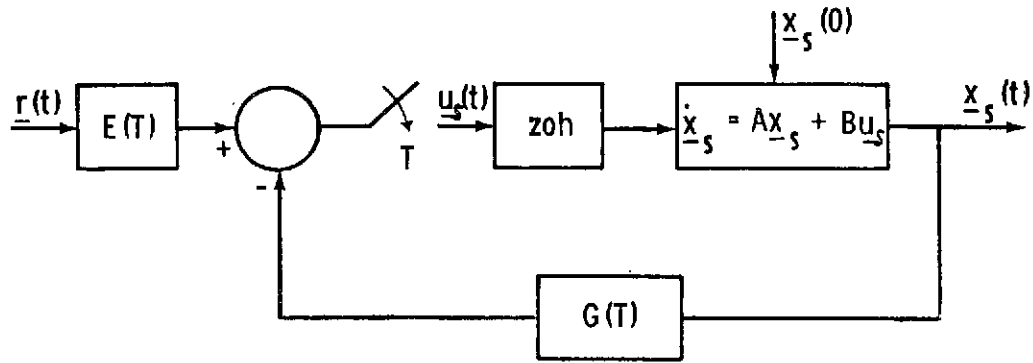 x_s(0)
r(t)
E(T)
+
-
T
u_s(t)
zoh
ẋ_s = Ax_s + Bu_s
x_s(t)
G(T)